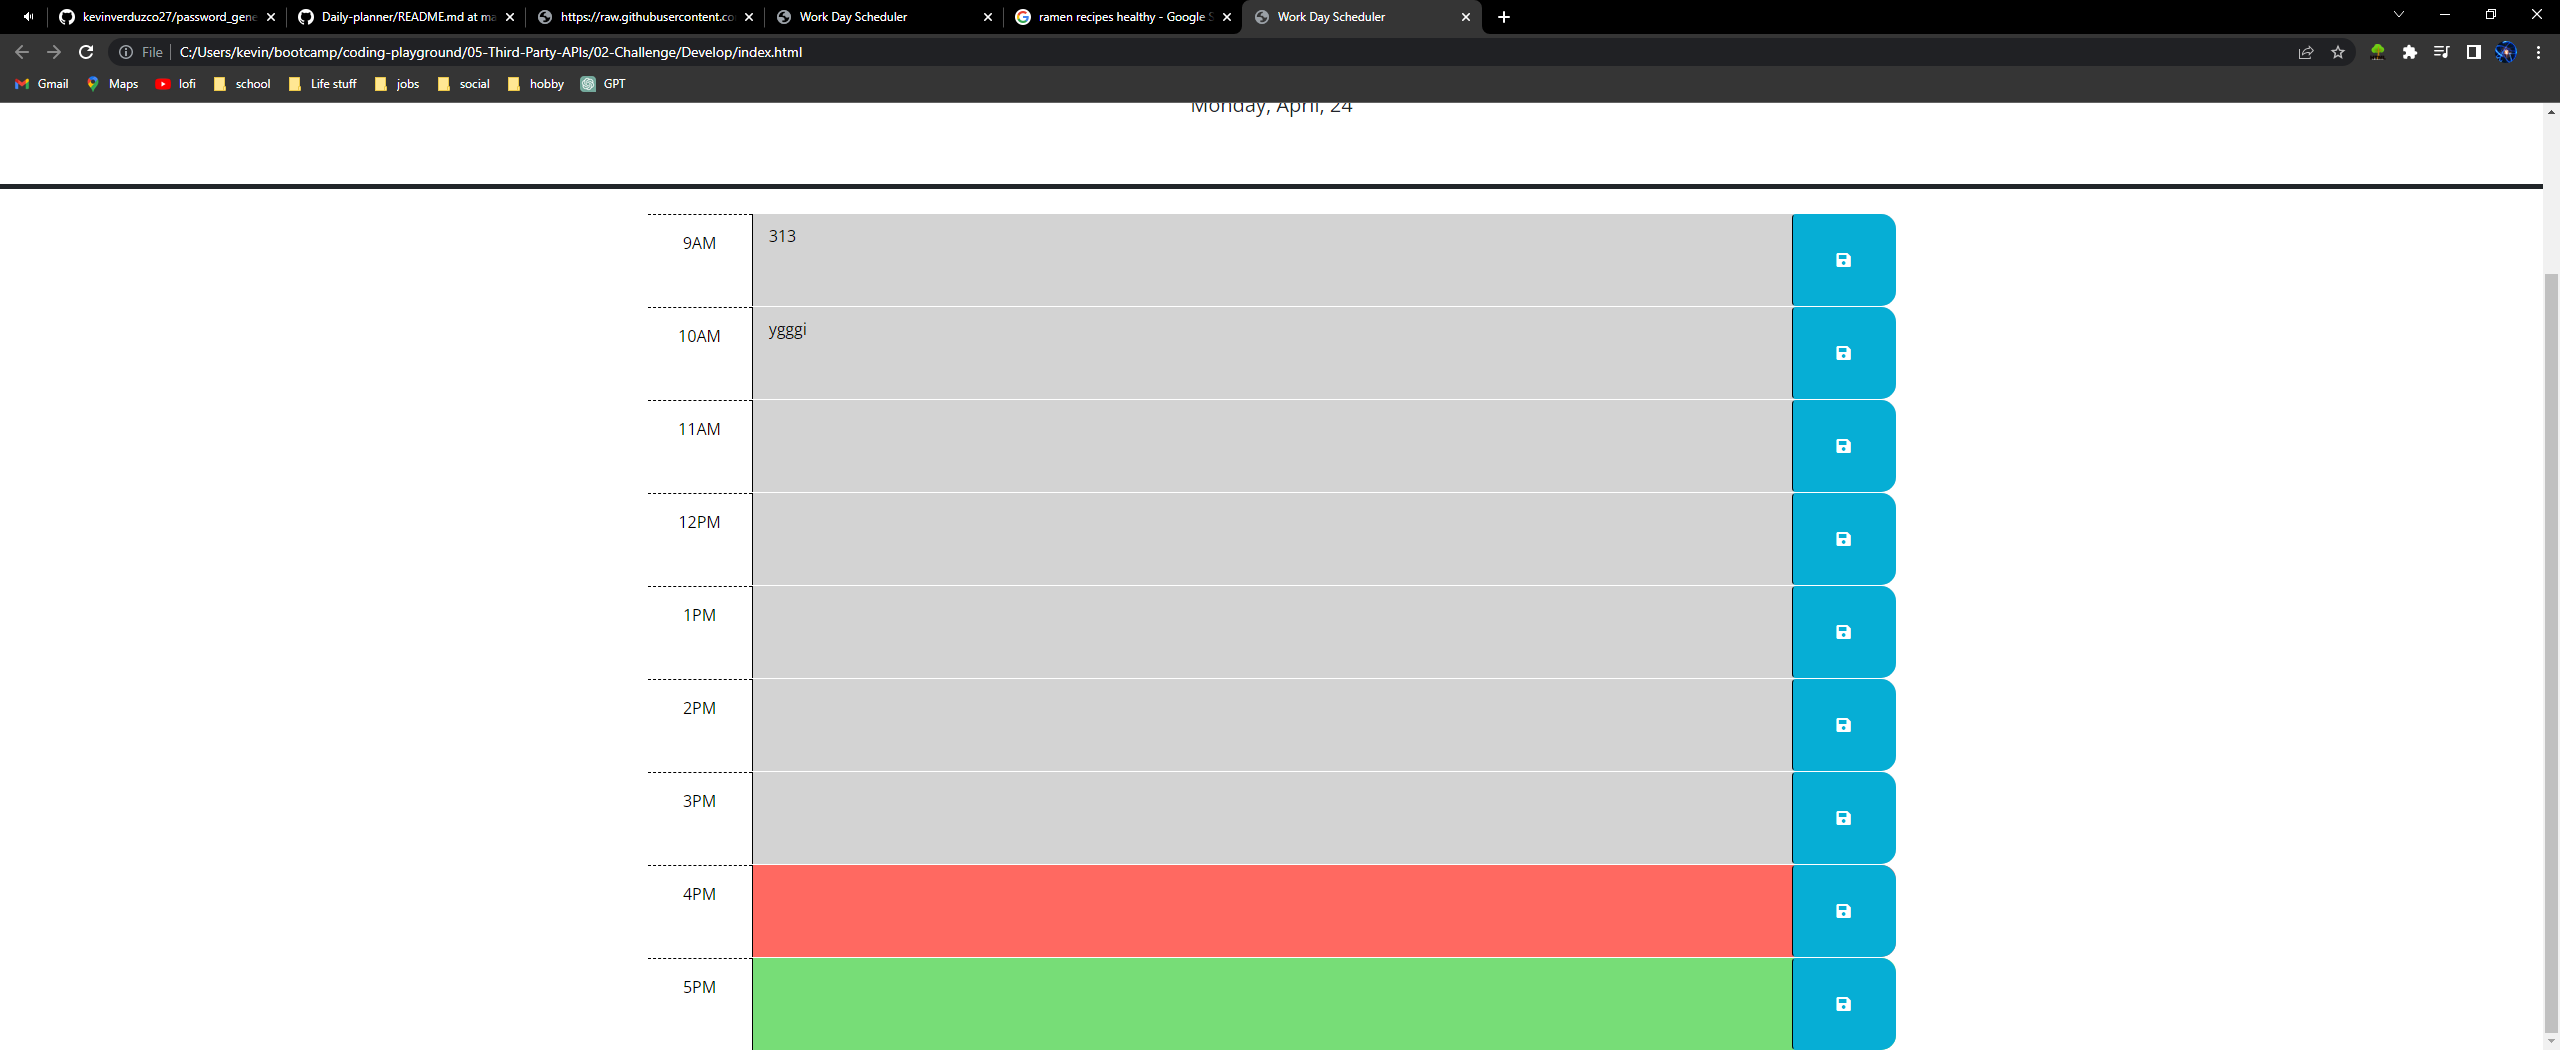 kevinverduzco27/password_gene
Daily-planner/README.md at ma
https://raw.githubusercontent.co
Work Day Scheduler
ramen recipes healthy - Google S
Work Day Scheduler
File
C:/Users/kevin/bootcamp/coding-playground/05-Third-Party-APIs/02-Challenge/Develop/index.html
Gmail Maps lofi school Life stuff jobs social hobby GPT
Monday, April, 24
9AM 313
10AM ygggi
11AM
12PM
1PM
2PM
3PM
4PM
5PM